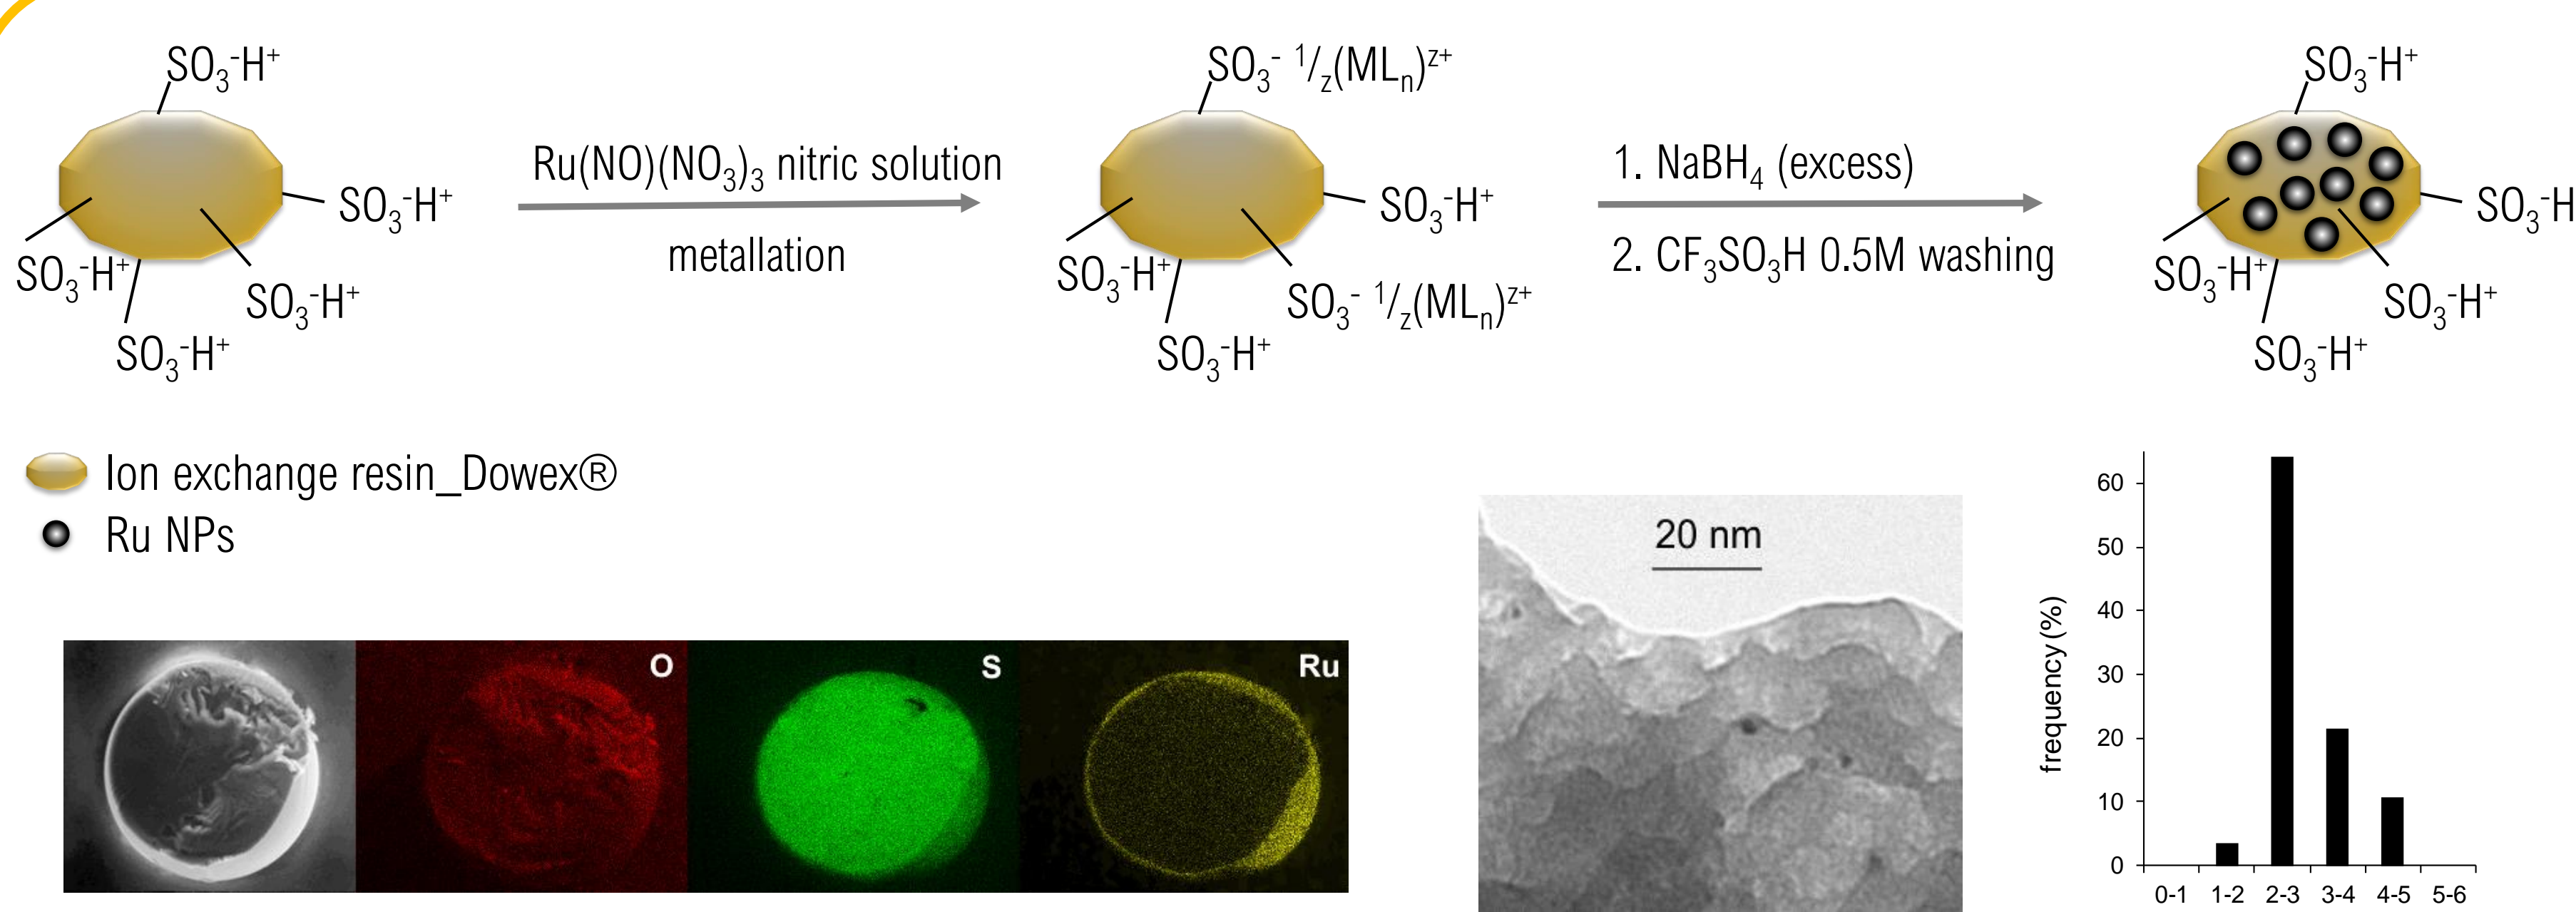 SO₃⁻H⁺
SO₃⁻H⁺
SO₃⁻H⁺
SO₃⁻H⁺
SO₃⁻H⁺
Ru(NO)(NO₃)₃ nitric solution
metallation
SO₃⁻ ¹/z(MLₙ)ᶻ⁺
SO₃⁻H⁺
SO₃⁻H⁺
SO₃⁻ ¹/z(MLₙ)ᶻ⁺
SO₃⁻H⁺
1. NaBH₄ (excess)
2. CF₃SO₃H 0.5M washing
SO₃⁻H⁺
SO₃⁻H
SO₃⁻H⁺
SO₃⁻H⁺
SO₃⁻H⁺
Ion exchange resin_Dowex®
Ru NPs
O
S
Ru
20 nm
frequency (%)
60
50
40
30
20
10
0
0-1 1-2 2-3 3-4 4-5 5-6